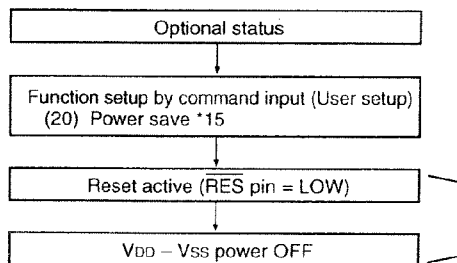 Optional status
Function setup by command input (User setup)
(20) Power save *15
Reset active (RES pin = LOW)
VDD – VSS power OFF